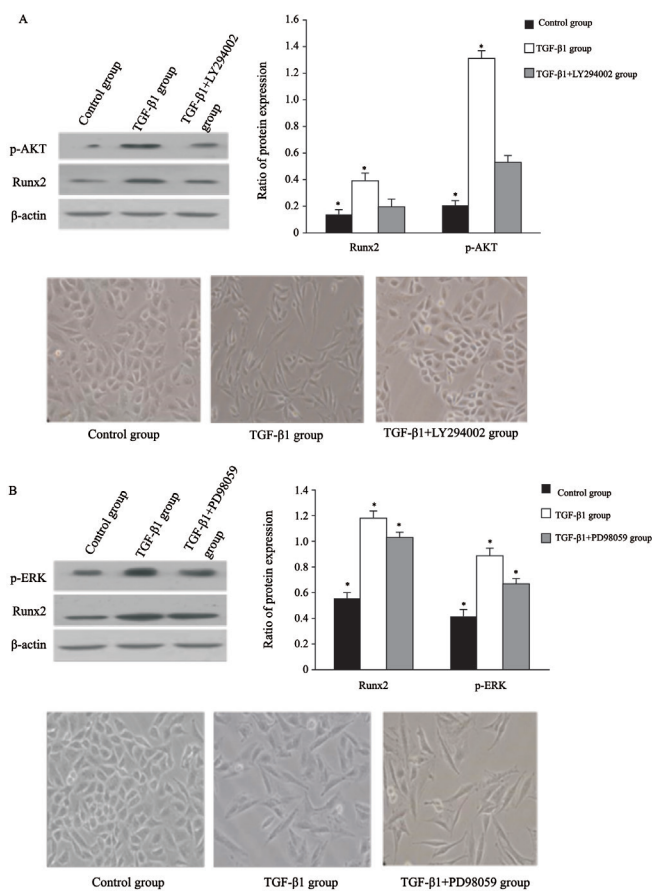 A
Control group
TGF-β1 group
TGF-β1+LY294002
group
p-AKT
Runx2
β-actin
Ratio of protein expression
1.6
1.4
1.2
1.0
0.8
0.6
0.4
0.2
0
*
*
*
*
Runx2
p-AKT
Control group
TGF-β1 group
TGF-β1+LY294002 group
Control group
TGF-β1 group
TGF-β1+LY294002 group
B
Control group
TGF-β1 group
TGF-β1+PD98059
group
p-ERK
Runx2
β-actin
Ratio of protein expression
1.4
1.2
1.0
0.8
0.6
0.4
0.2
0
*
*
*
*
*
*
Runx2
p-ERK
Control group
TGF-β1 group
TGF-β1+PD98059 group
Control group
TGF-β1 group
TGF-β1+PD98059 group